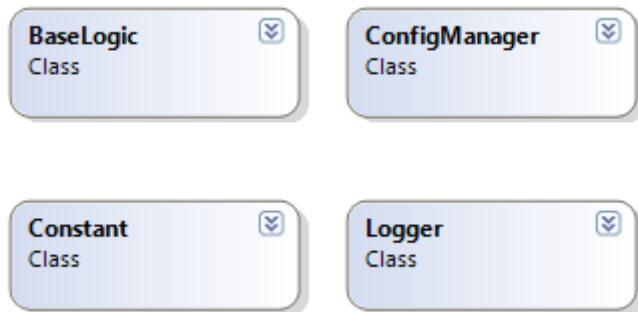 BaseLogic
Class
ConfigManager
Class
Constant
Class
Logger
Class